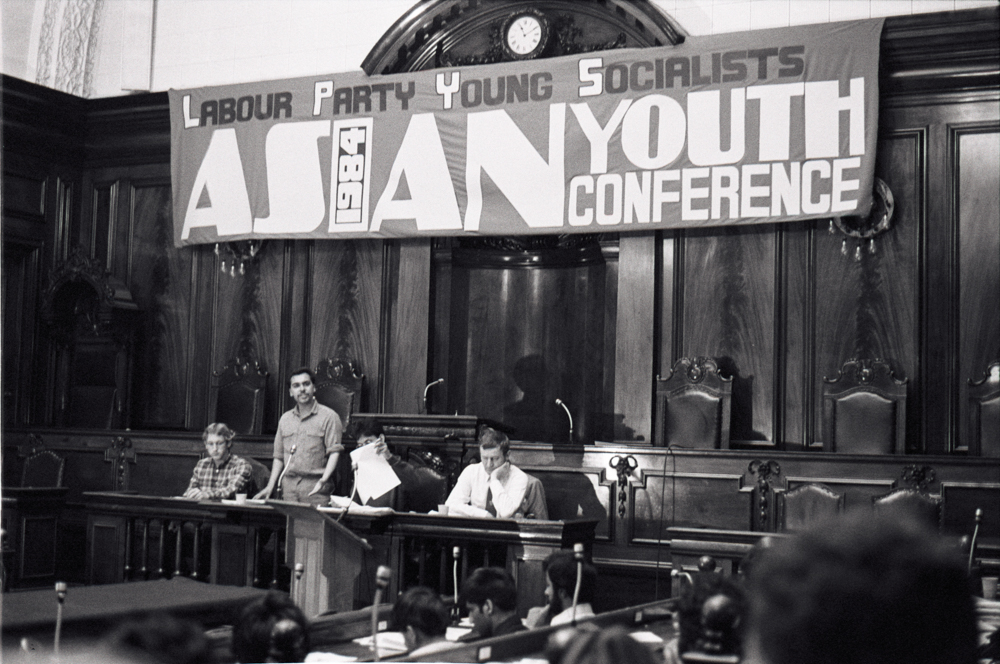 LABOUR PARTY YOUNG SOCIALISTS
ASIAN 1984 YOUTH
CONFERENCE